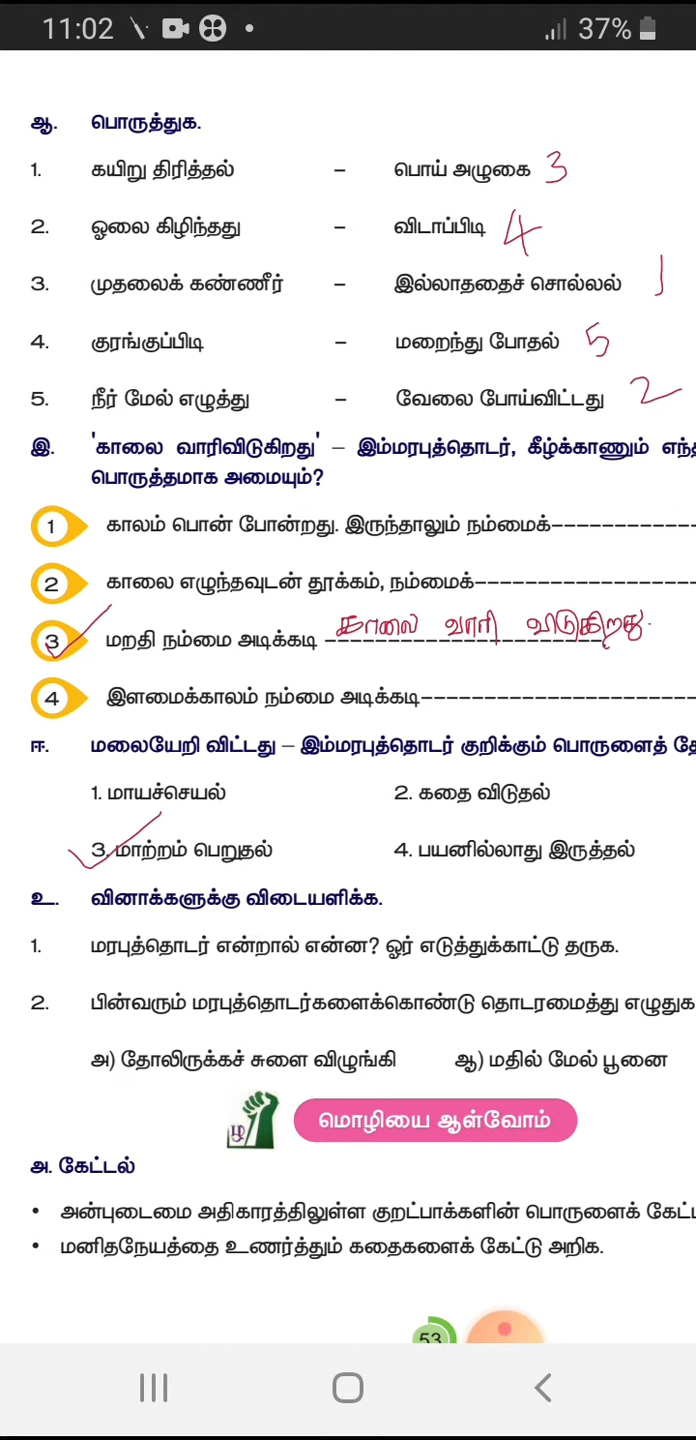 11:02 37%
ஆ. பொருத்துக.
1. கயிறு திரித்தல் – பொய் அழுகை 3
2. ஓலை கிழிந்தது – விடாப்பிடி 4
3. முதலைக் கண்ணீர் – இல்லாததைச் சொல்லல் 1
4. குரங்குப்பிடி – மறைந்து போதல் 5
5. நீர் மேல் எழுத்து – வேலை போய்விட்டது 2
இ. 'காலை வாரிவிடுகிறது' – இம்மரபுத்தொடர், கீழ்க்காணும் எந்த
பொருத்தமாக அமையும்?
1 காலம் பொன் போன்றது. இருந்தாலும் நம்மைக்------------
2 காலை எழுந்தவுடன் தூக்கம், நம்மைக்------------------
3 மறதி நம்மை அடிக்கடி காலை வாரி விடுகிறது.
4 இளமைக்காலம் நம்மை அடிக்கடி----------------------
ஈ. மலையேறி விட்டது – இம்மரபுத்தொடர் குறிக்கும் பொருளைத் தே
1. மாயச்செயல் 2. கதை விடுதல்
3. மாற்றம் பெறுதல் 4. பயனில்லாது இருத்தல்
உ. வினாக்களுக்கு விடையளிக்க.
1. மரபுத்தொடர் என்றால் என்ன? ஓர் எடுத்துக்காட்டு தருக.
2. பின்வரும் மரபுத்தொடர்களைக்கொண்டு தொடரமைத்து எழுதுக
அ) தோலிருக்கச் சுளை விழுங்கி ஆ) மதில் மேல் பூனை
ழ மொழியை ஆள்வோம்
அ. கேட்டல்
• அன்புடைமை அதிகாரத்திலுள்ள குறட்பாக்களின் பொருளைக் கேட்ட
• மனிதநேயத்தை உணர்த்தும் கதைகளைக் கேட்டு அறிக.
53